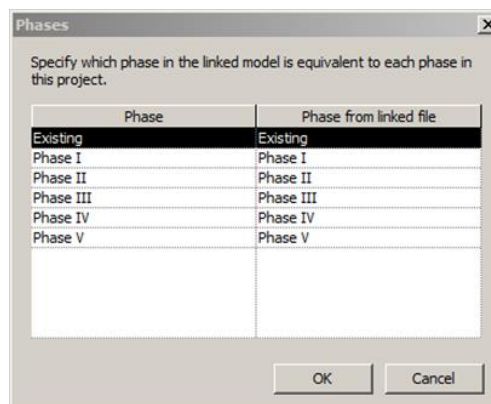 Phases
Specify which phase in the linked model is equivalent to each phase in
this project.
Phase Phase from linked file
Existing Existing
Phase I Phase I
Phase II Phase II
Phase III Phase III
Phase IV Phase IV
Phase V Phase V
OK Cancel